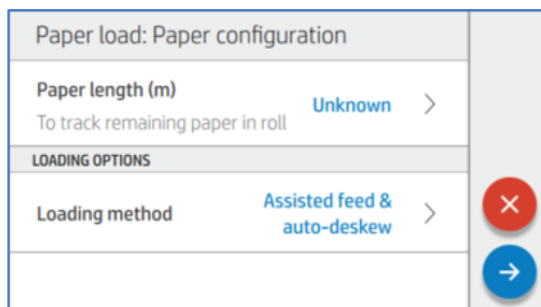 Paper load: Paper configuration
Paper length (m)
Unknown
To track remaining paper in roll
LOADING OPTIONS
Loading method
Assisted feed &
auto-deskew